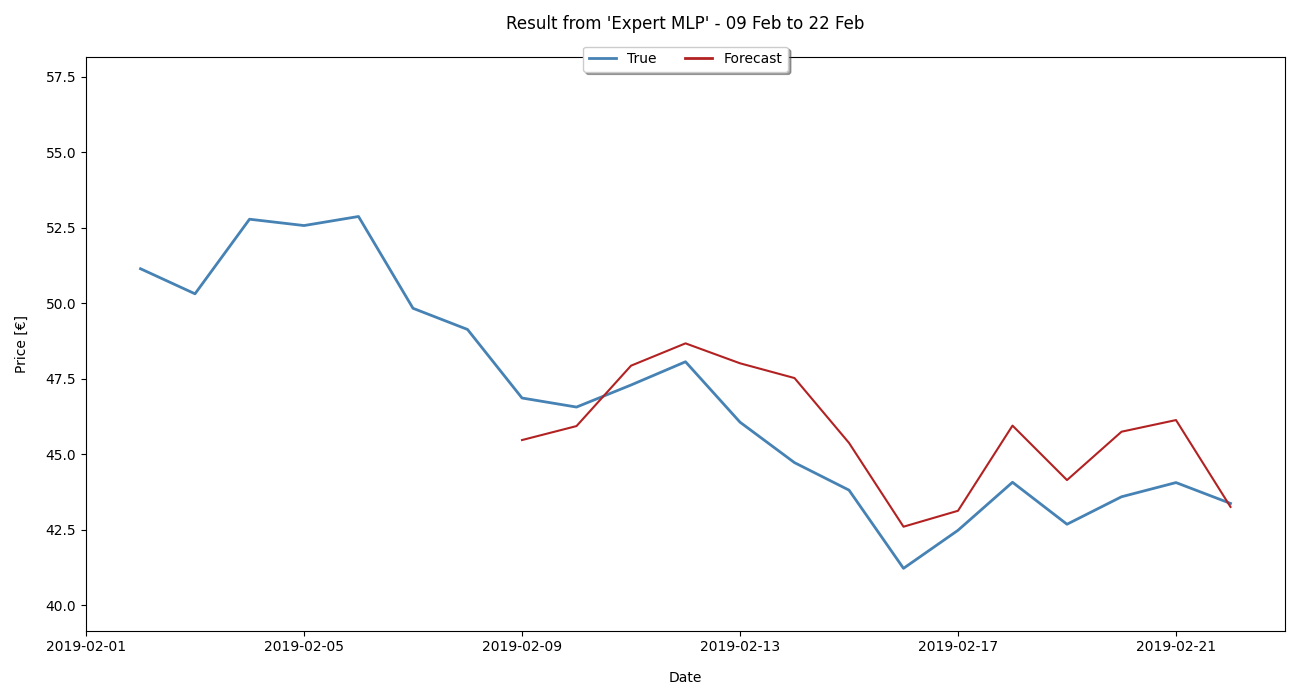 Result from 'Expert MLP' - 09 Feb to 22 Feb
True Forecast
57.5
55.0
52.5
50.0
47.5
45.0
42.5
40.0
Price [€]
2019-02-01 2019-02-05 2019-02-09 2019-02-13 2019-02-17 2019-02-21
Date